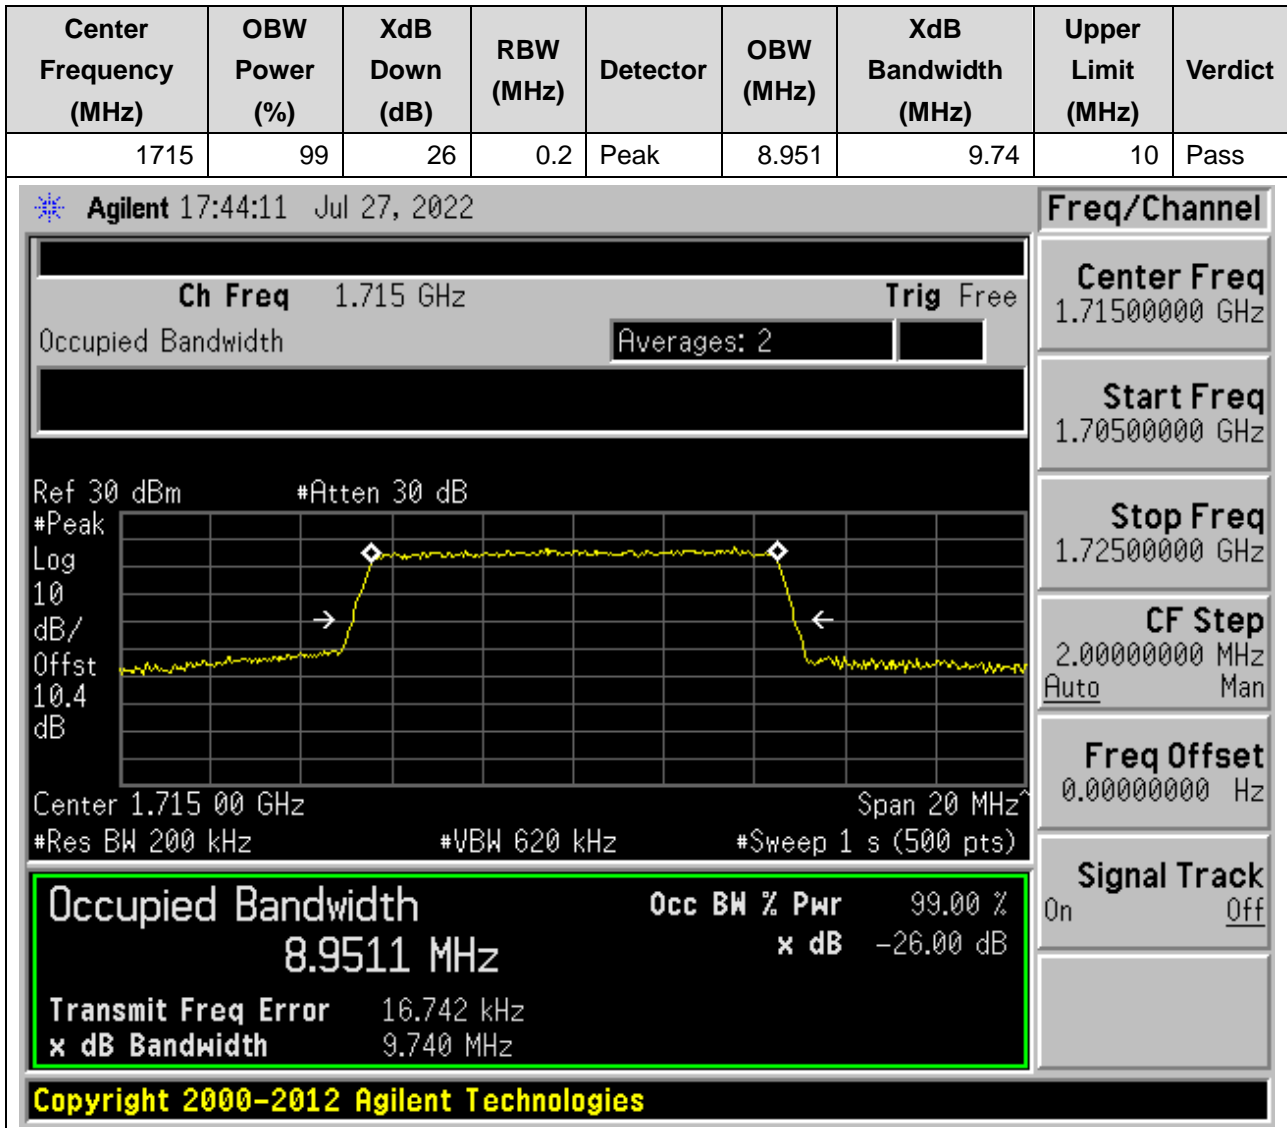 Center Frequency (MHz) OBW Power (%) XdB Down (dB) RBW (MHz) Detector OBW (MHz) XdB Bandwidth (MHz) Upper Limit (MHz) Verdict
1715 99 26 0.2 Peak 8.951 9.74 10 Pass
Agilent 17:44:11 Jul 27, 2022
Freq/Channel
Ch Freq 1.715 GHz Trig Free
Occupied Bandwidth Averages: 2
Center Freq
1.71500000 GHz
Start Freq
1.70500000 GHz
Stop Freq
1.72500000 GHz
CF Step
2.00000000 MHz
Auto Man
Freq Offset
0.00000000 Hz
Signal Track
On Off
Ref 30 dBm #Atten 30 dB
#Peak
Log
10
dB/
Offst
10.4
dB
Center 1.715 00 GHz Span 20 MHz^
#Res BW 200 kHz #VBW 620 kHz #Sweep 1 s (500 pts)
Occupied Bandwidth Occ BW % Pwr 99.00 %
8.9511 MHz x dB -26.00 dB
Transmit Freq Error 16.742 kHz
x dB Bandwidth 9.740 MHz
Copyright 2000-2012 Agilent Technologies